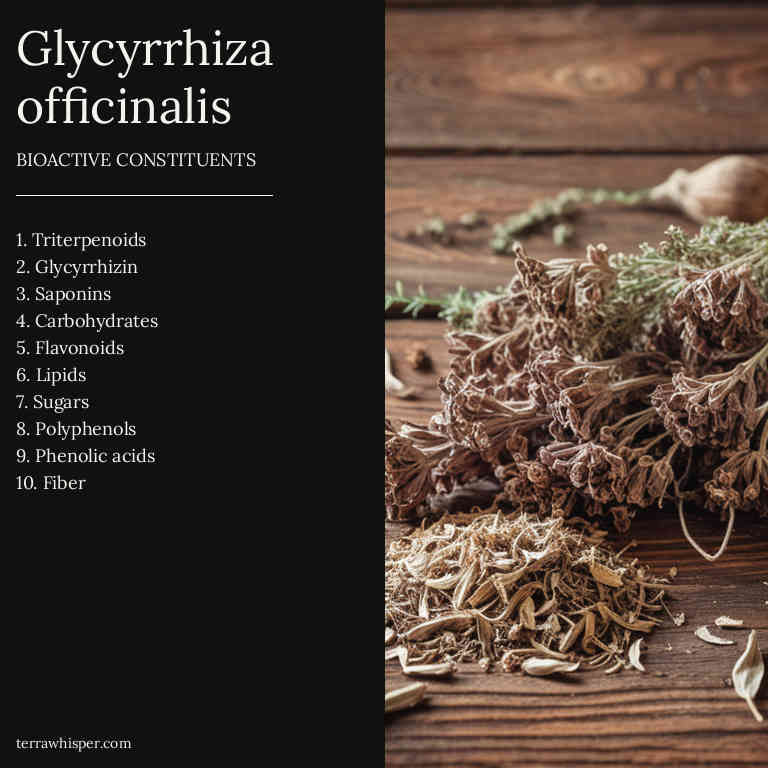 Glycyrrhiza
officinalis
BIOACTIVE CONSTITUENTS
1. Triterpenoids
2. Glycyrrhizin
3. Saponins
4. Carbohydrates
5. Flavonoids
6. Lipids
7. Sugars
8. Polyphenols
9. Phenolic acids
10. Fiber
terrawhisper.com